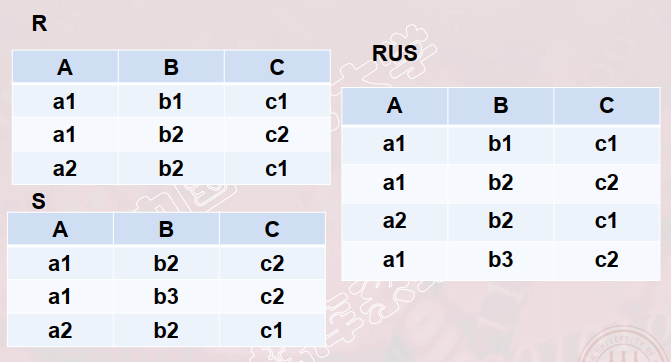 R
A B C
a1 b1 c1
a1 b2 c2
a2 b2 c1
S
A B C
a1 b2 c2
a1 b3 c2
a2 b2 c1
RUS
A B C
a1 b1 c1
a1 b2 c2
a2 b2 c1
a1 b3 c2